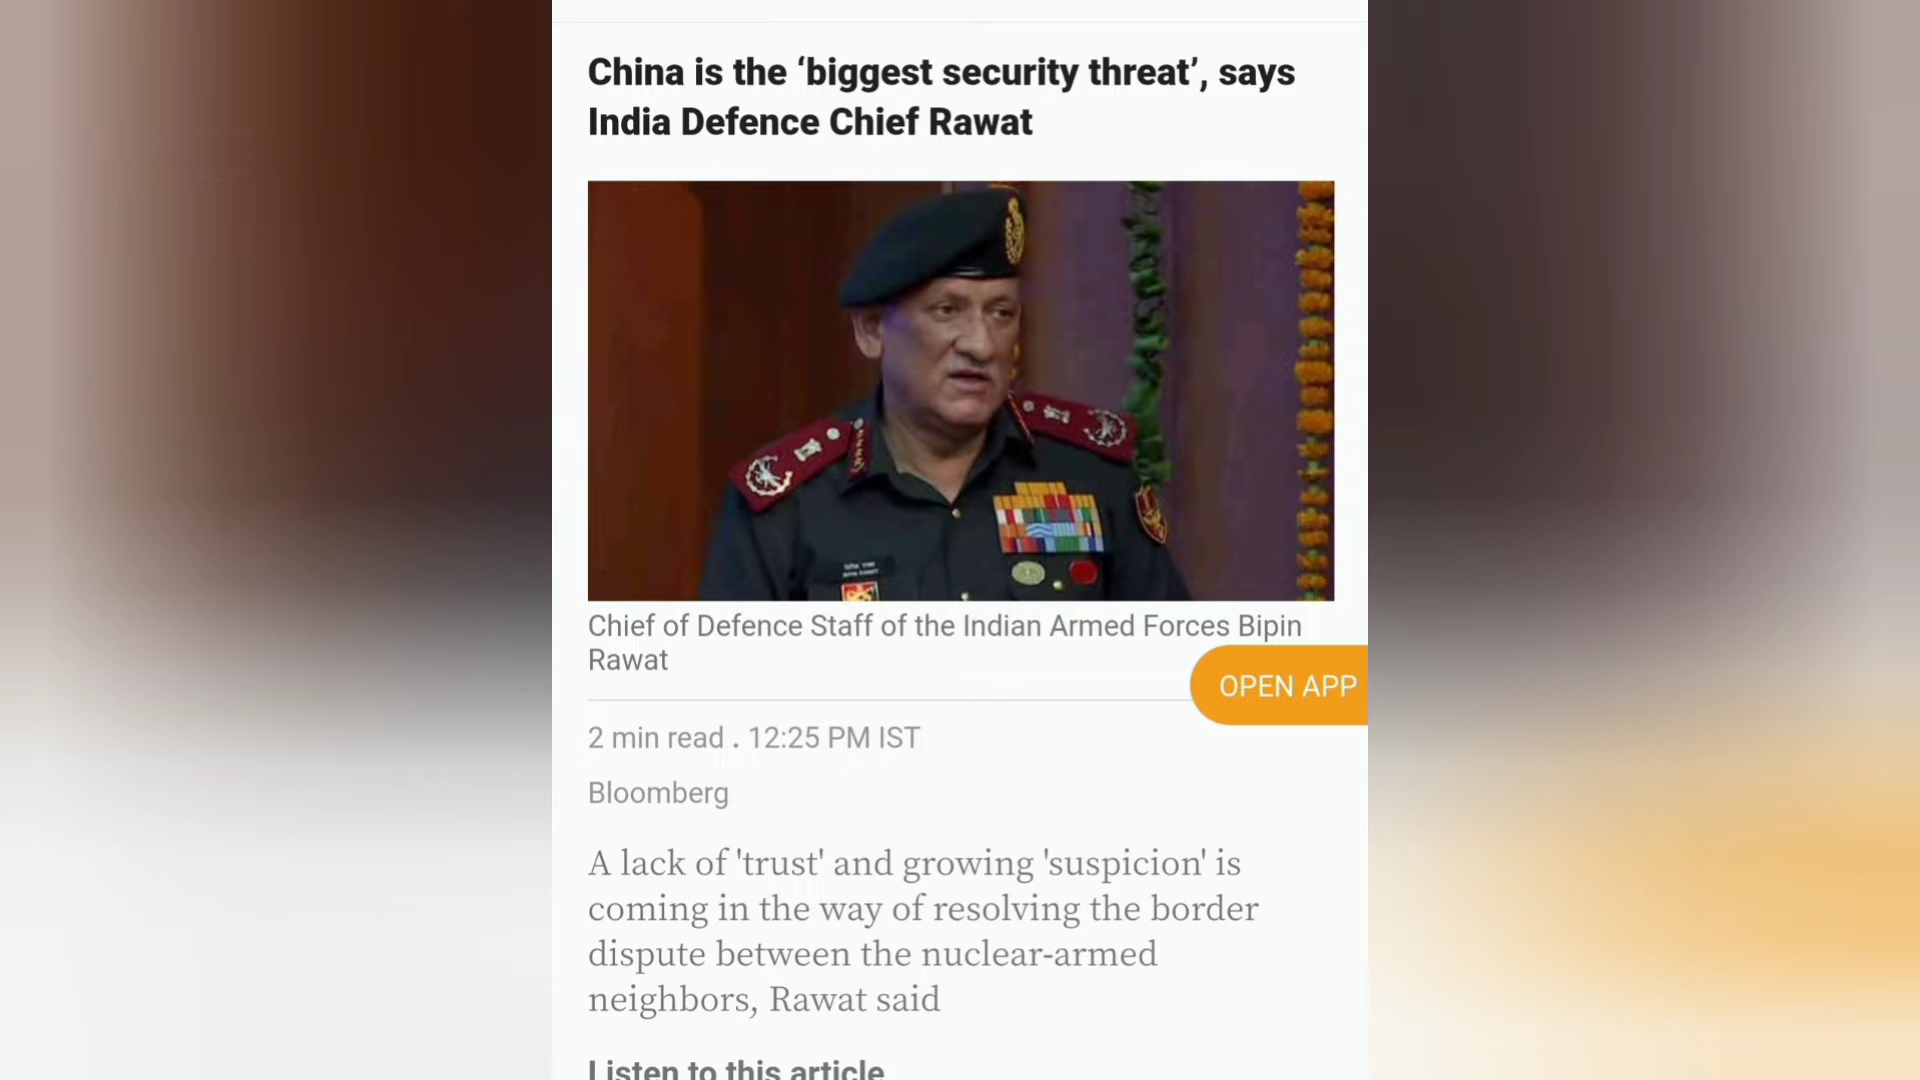 China is the ‘biggest security threat’, says
India Defence Chief Rawat
Chief of Defence Staff of the Indian Armed Forces Bipin
Rawat
OPEN APP
2 min read . 12:25 PM IST
Bloomberg
A lack of 'trust' and growing 'suspicion' is
coming in the way of resolving the border
dispute between the nuclear-armed
neighbors, Rawat said
Listen to this article